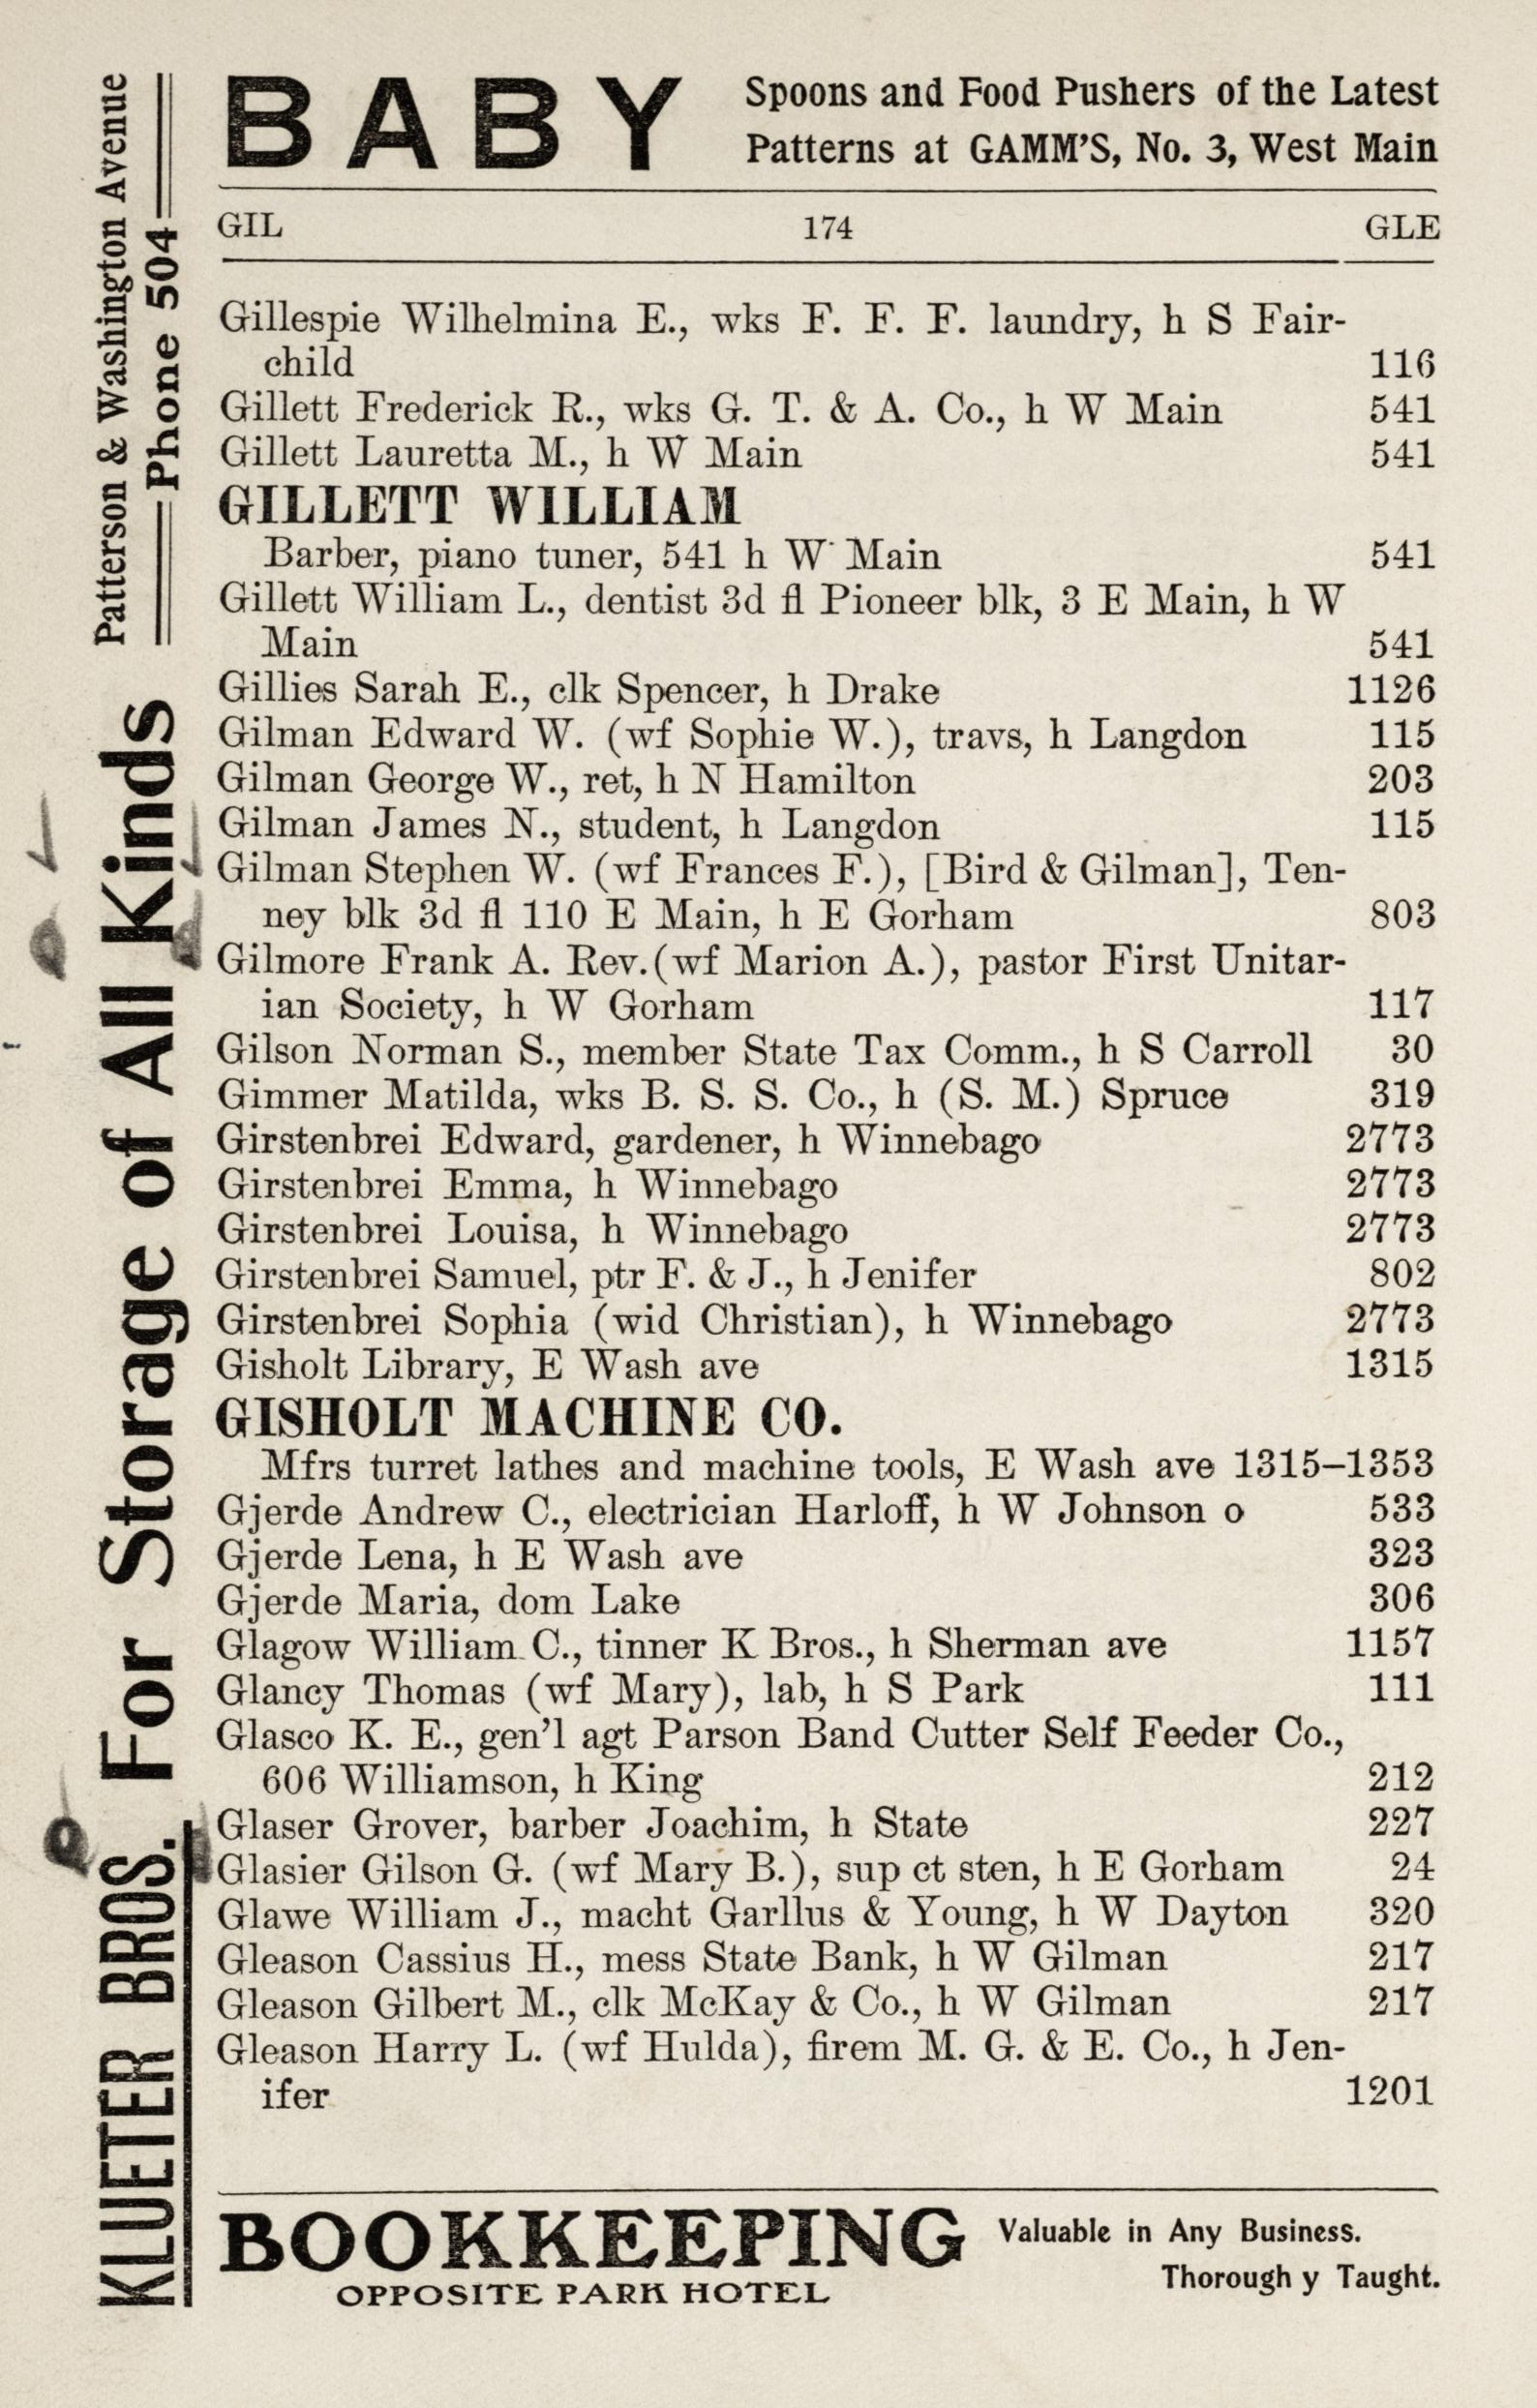 BABY
Spoons and Food Pushers of the Latest
Patterns at GAMM'S, No. 3, West Main
GIL 174 GLE
Gillespie Wilhelmina E., wks F. F. F. laundry, h S Fair-
child 116
Gillett Frederick R., wks G. T. & A. Co., h W Main 541
Gillett Lauretta M., h W Main 541
GILLETT WILLIAM
Barber, piano tuner, 541 h W Main 541
Gillett William L., dentist 3d fl Pioneer blk, 3 E Main, h W
Main 541
Gillies Sarah E., clk Spencer, h Drake 1126
Gilman Edward W. (wf Sophie W.), travs, h Langdon 115
Gilman George W., ret, h N Hamilton 203
Gilman James N., student, h Langdon 115
Gilman Stephen W. (wf Frances F.), [Bird & Gilman], Ten-
ney blk 3d fl 110 E Main, h E Gorham 803
Gilmore Frank A. Rev. (wf Marion A.), pastor First Unitar-
ian Society, h W Gorham 117
Gilson Norman S., member State Tax Comm., h S Carroll 30
Gimmer Matilda, wks B. S. S. Co., h (S. M.) Spruce 319
Girstenbrei Edward, gardener, h Winnebago 2773
Girstenbrei Emma, h Winnebago 2773
Girstenbrei Louisa, h Winnebago 2773
Girstenbrei Samuel, ptr F. & J., h Jenifer 802
Girstenbrei Sophia (wid Christian), h Winnebago 2773
Gisholt Library, E Wash ave 1315
GISHOLT MACHINE CO.
Mfrs turret lathes and machine tools, E Wash ave 1315–1353
Gjerde Andrew C., electrician Harloff, h W Johnson o 533
Gjerde Lena, h E Wash ave 323
Gjerde Maria, dom Lake 306
Glagow William C., tinner K Bros., h Sherman ave 1157
Glancy Thomas (wf Mary), lab, h S Park 111
Glasco K. E., gen'l agt Parson Band Cutter Self Feeder Co.,
606 Williamson, h King 212
Glaser Grover, barber Joachim, h State 227
Glasier Gilson G. (wf Mary B.), sup ct sten, h E Gorham 24
Glawe William J., macht Garllus & Young, h W Dayton 320
Gleason Cassius H., mess State Bank, h W Gilman 217
Gleason Gilbert M., clk McKay & Co., h W Gilman 217
Gleason Harry L. (wf Hulda), firem M. G. & E. Co., h Jen-
ifer 1201
BOOKKEEPING
OPPOSITE PARK HOTEL
Valuable in Any Business.
Thorough y Taught.
KLUETER BROS. For Storage of All Kinds
Patterson & Washington Avenue
Phone 504